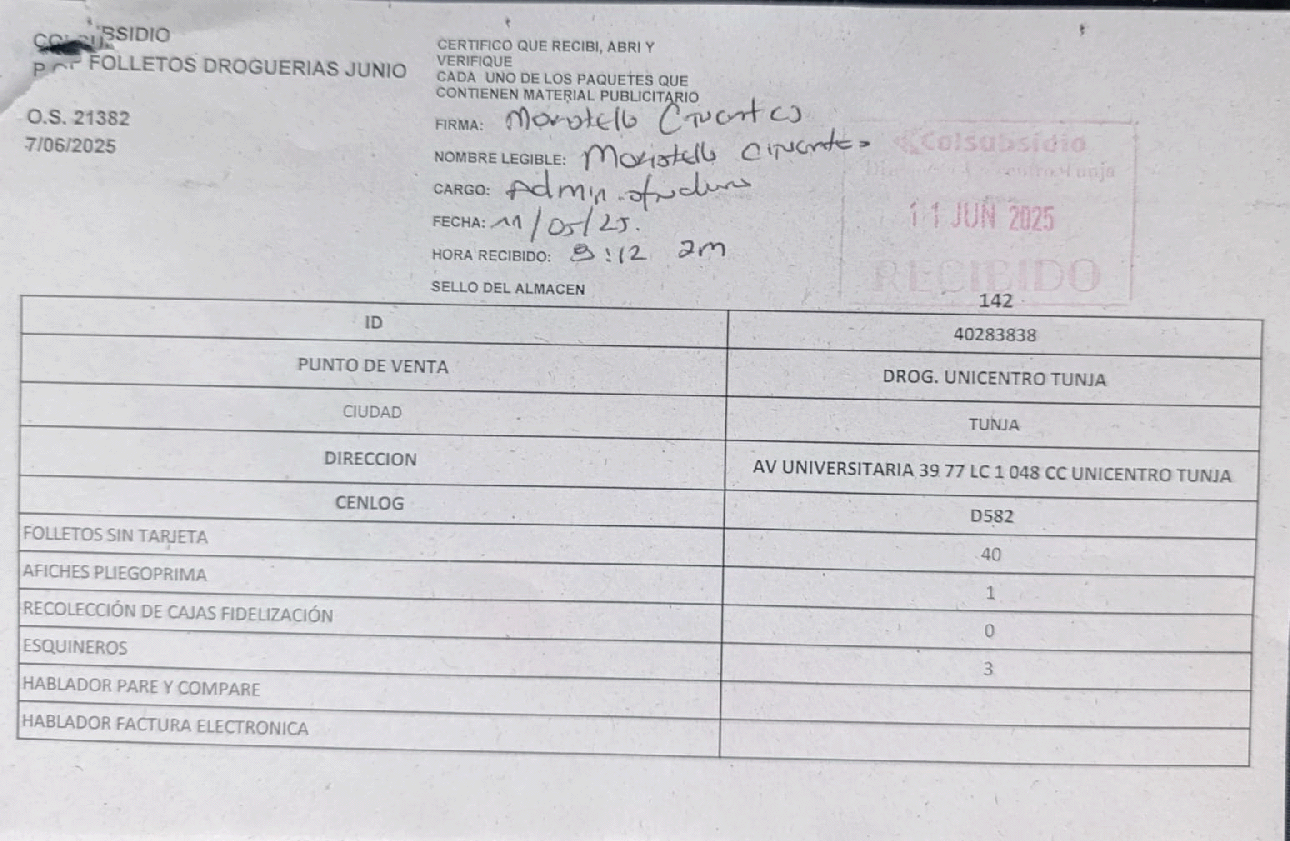 COLSUBSIDIO
FOLLETOS DROGUERIAS JUNIO
O.S. 21382
7/06/2025
CERTIFICO QUE RECIBI, ABRI Y
VERIFIQUE
CADA UNO DE LOS PAQUETES QUE
CONTIENEN MATERIAL PUBLICITARIO
FIRMA:
NOMBRE LEGIBLE:
CARGO:
FECHA: 11/05/25.
HORA RECIBIDO: 9:12 am
SELLO DEL ALMACEN
Colsubsidio
Tunja
11 JUN 2025
RECIBIDO
142
ID 40283838
PUNTO DE VENTA DROG. UNICENTRO TUNJA
CIUDAD TUNJA
DIRECCION AV UNIVERSITARIA 39 77 LC 1 048 CC UNICENTRO TUNJA
CENLOG D582
FOLLETOS SIN TARJETA 40
AFICHES PLIEGOPRIMA 1
RECOLECCIÓN DE CAJAS FIDELIZACIÓN 0
ESQUINEROS 3
HABLADOR PARE Y COMPARE
HABLADOR FACTURA ELECTRONICA